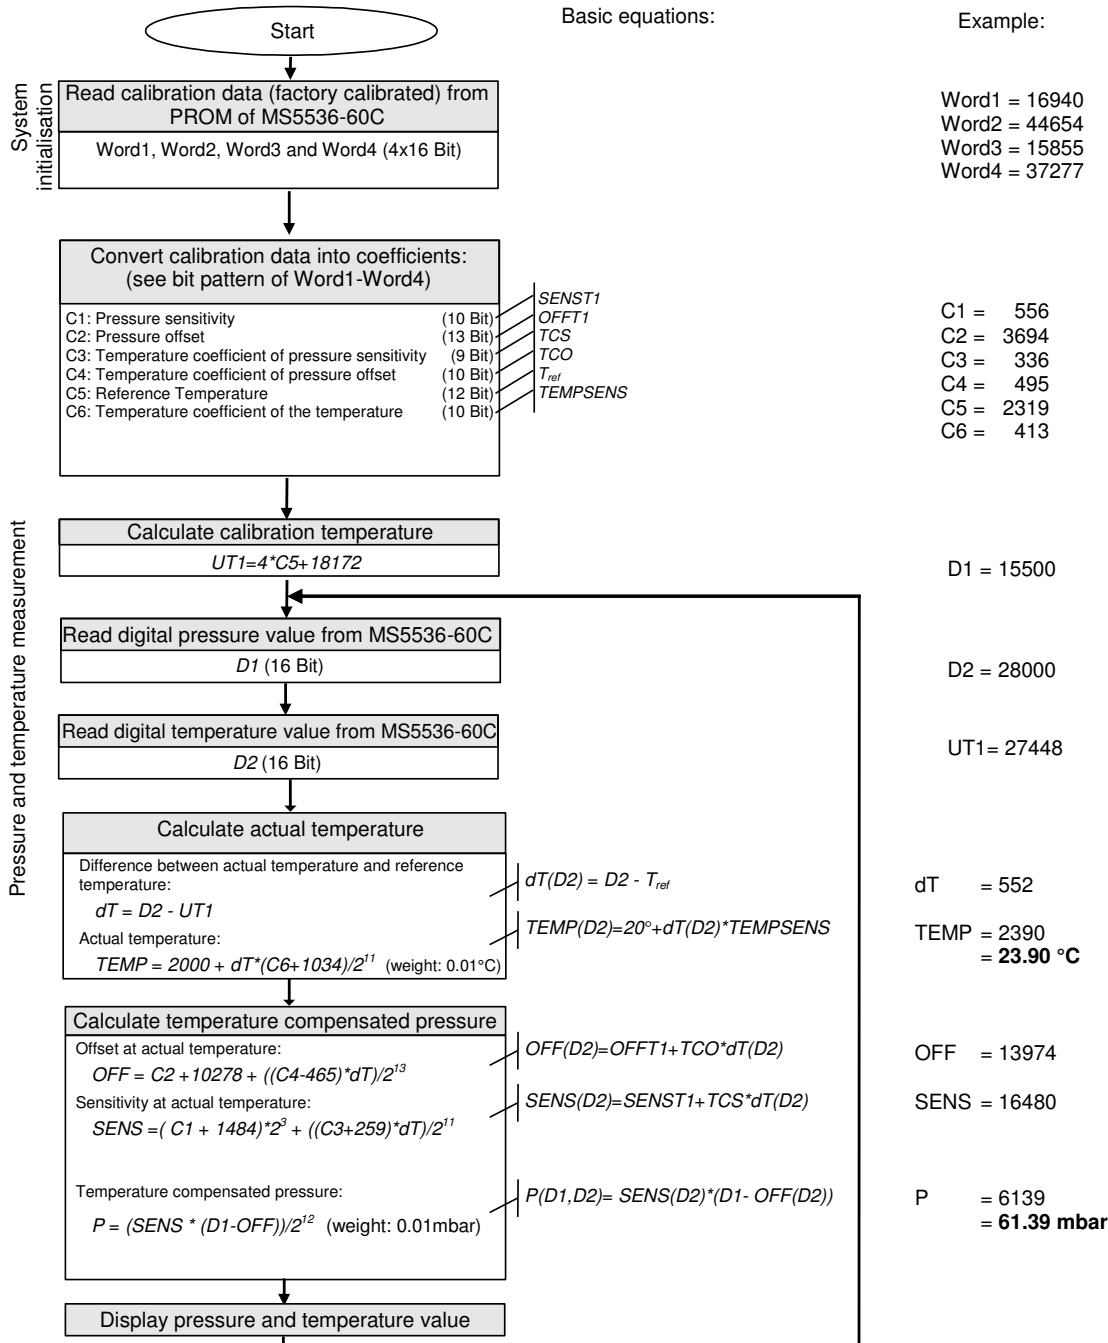 Basic equations:
Example:
Start
System
initialisation
Read calibration data (factory calibrated) from
PROM of MS5536-60C
Word1, Word2, Word3 and Word4 (4x16 Bit)
Word1 = 16940
Word2 = 44654
Word3 = 15855
Word4 = 37277
Convert calibration data into coefficients:
(see bit pattern of Word1-Word4)
C1: Pressure sensitivity (10 Bit) SENST1
C2: Pressure offset (13 Bit) OFFT1
C3: Temperature coefficient of pressure sensitivity (9 Bit) TCS
C4: Temperature coefficient of pressure offset (10 Bit) TCO
C5: Reference Temperature (12 Bit) Tref
C6: Temperature coefficient of the temperature (10 Bit) TEMPSENS
C1 = 556
C2 = 3694
C3 = 336
C4 = 495
C5 = 2319
C6 = 413
Pressure and temperature measurement
Calculate calibration temperature
UT1=4*C5+18172
D1 = 15500
Read digital pressure value from MS5536-60C
D1 (16 Bit)
D2 = 28000
Read digital temperature value from MS5536-60C
D2 (16 Bit)
UT1= 27448
Calculate actual temperature
Difference between actual temperature and reference
temperature:
dT = D2 - UT1
dT(D2) = D2 - Tref
dT = 552
Actual temperature:
TEMP = 2000 + dT*(C6+1034)/2¹¹ (weight: 0.01°C)
TEMP(D2)=20°+dT(D2)*TEMPSENS
TEMP = 2390
= 23.90 °C
Calculate temperature compensated pressure
Offset at actual temperature:
OFF = C2 +10278 + ((C4-465)*dT)/2¹³
OFF(D2)=OFFT1+TCO*dT(D2)
OFF = 13974
Sensitivity at actual temperature:
SENS =( C1 + 1484)*2³ + ((C3+259)*dT)/2¹¹
SENS(D2)=SENST1+TCS*dT(D2)
SENS = 16480
Temperature compensated pressure:
P = (SENS * (D1-OFF))/2¹² (weight: 0.01mbar)
P(D1,D2)= SENS(D2)*(D1- OFF(D2))
P = 6139
= 61.39 mbar
Display pressure and temperature value